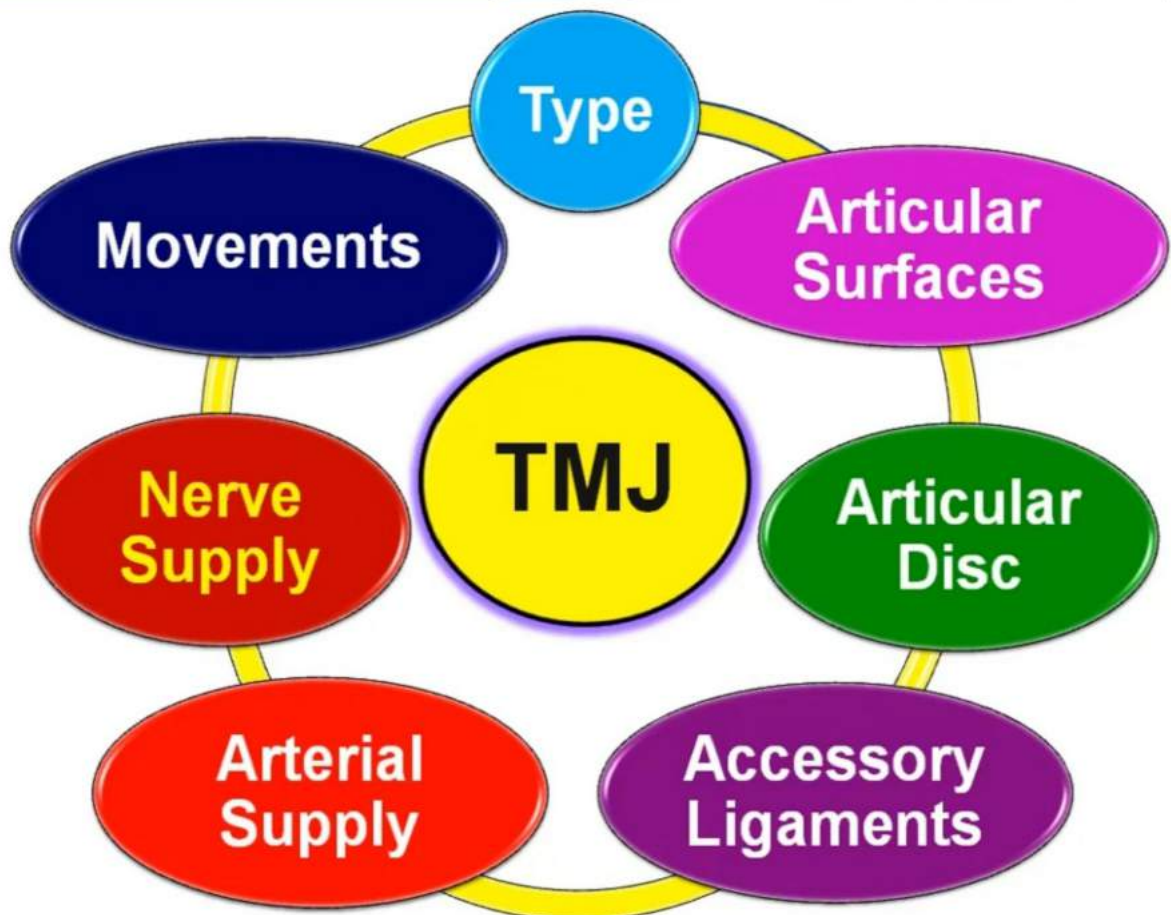 Type
Articular
Surfaces
Articular
Disc
Accessory
Ligaments
Arterial
Supply
Nerve
Supply
Movements
TMJ